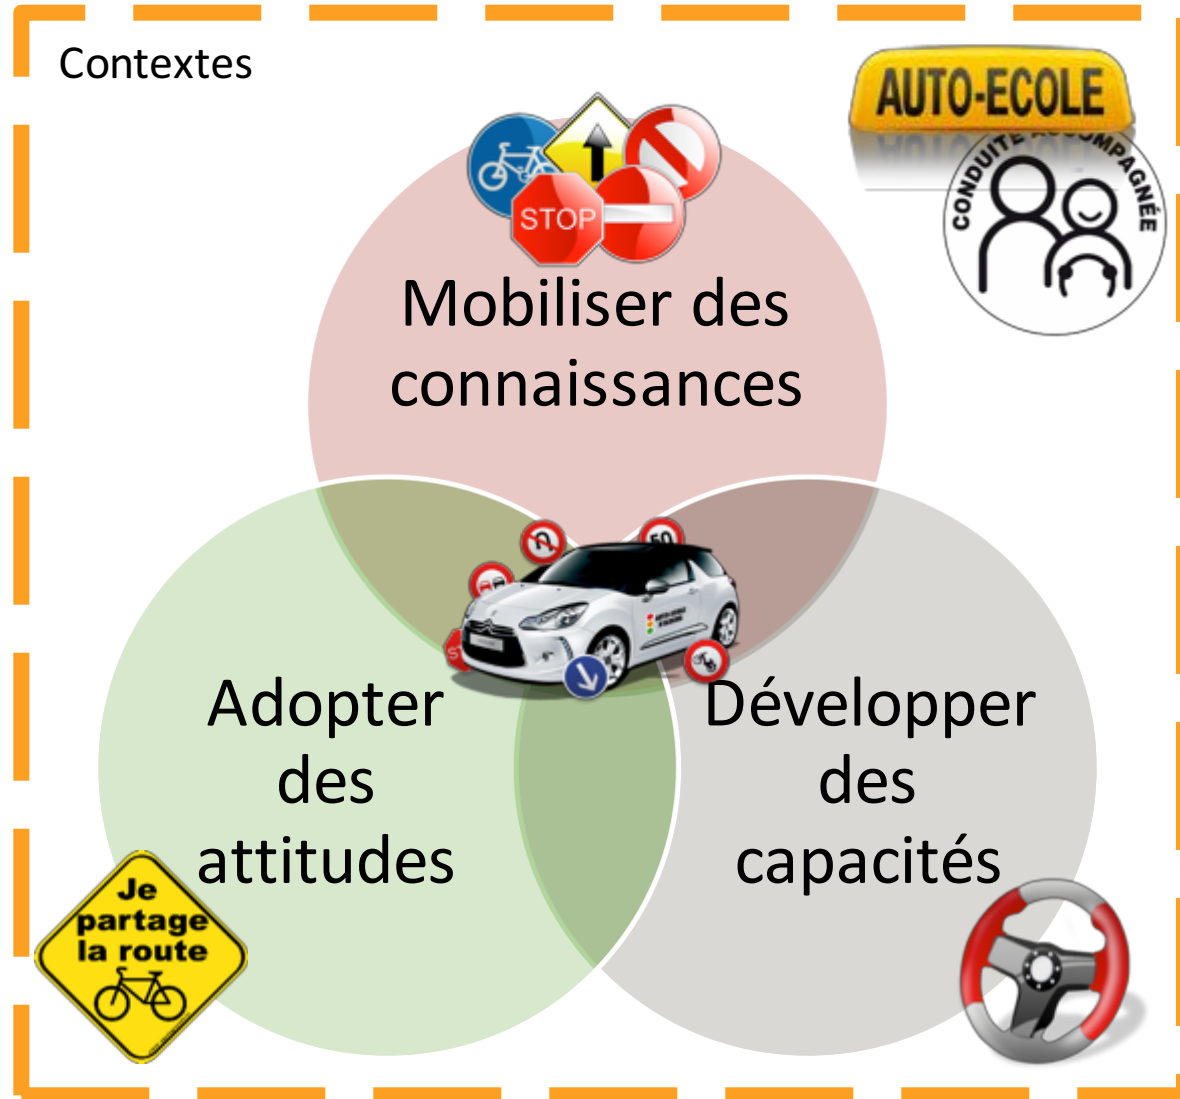 Contextes
AUTO-ECOLE
CONDUITE ACCOMPAGNÉE
STOP
Mobiliser des
connaissances
50
Adopter
des
attitudes
Développer
des
capacités
Je
partage
la route